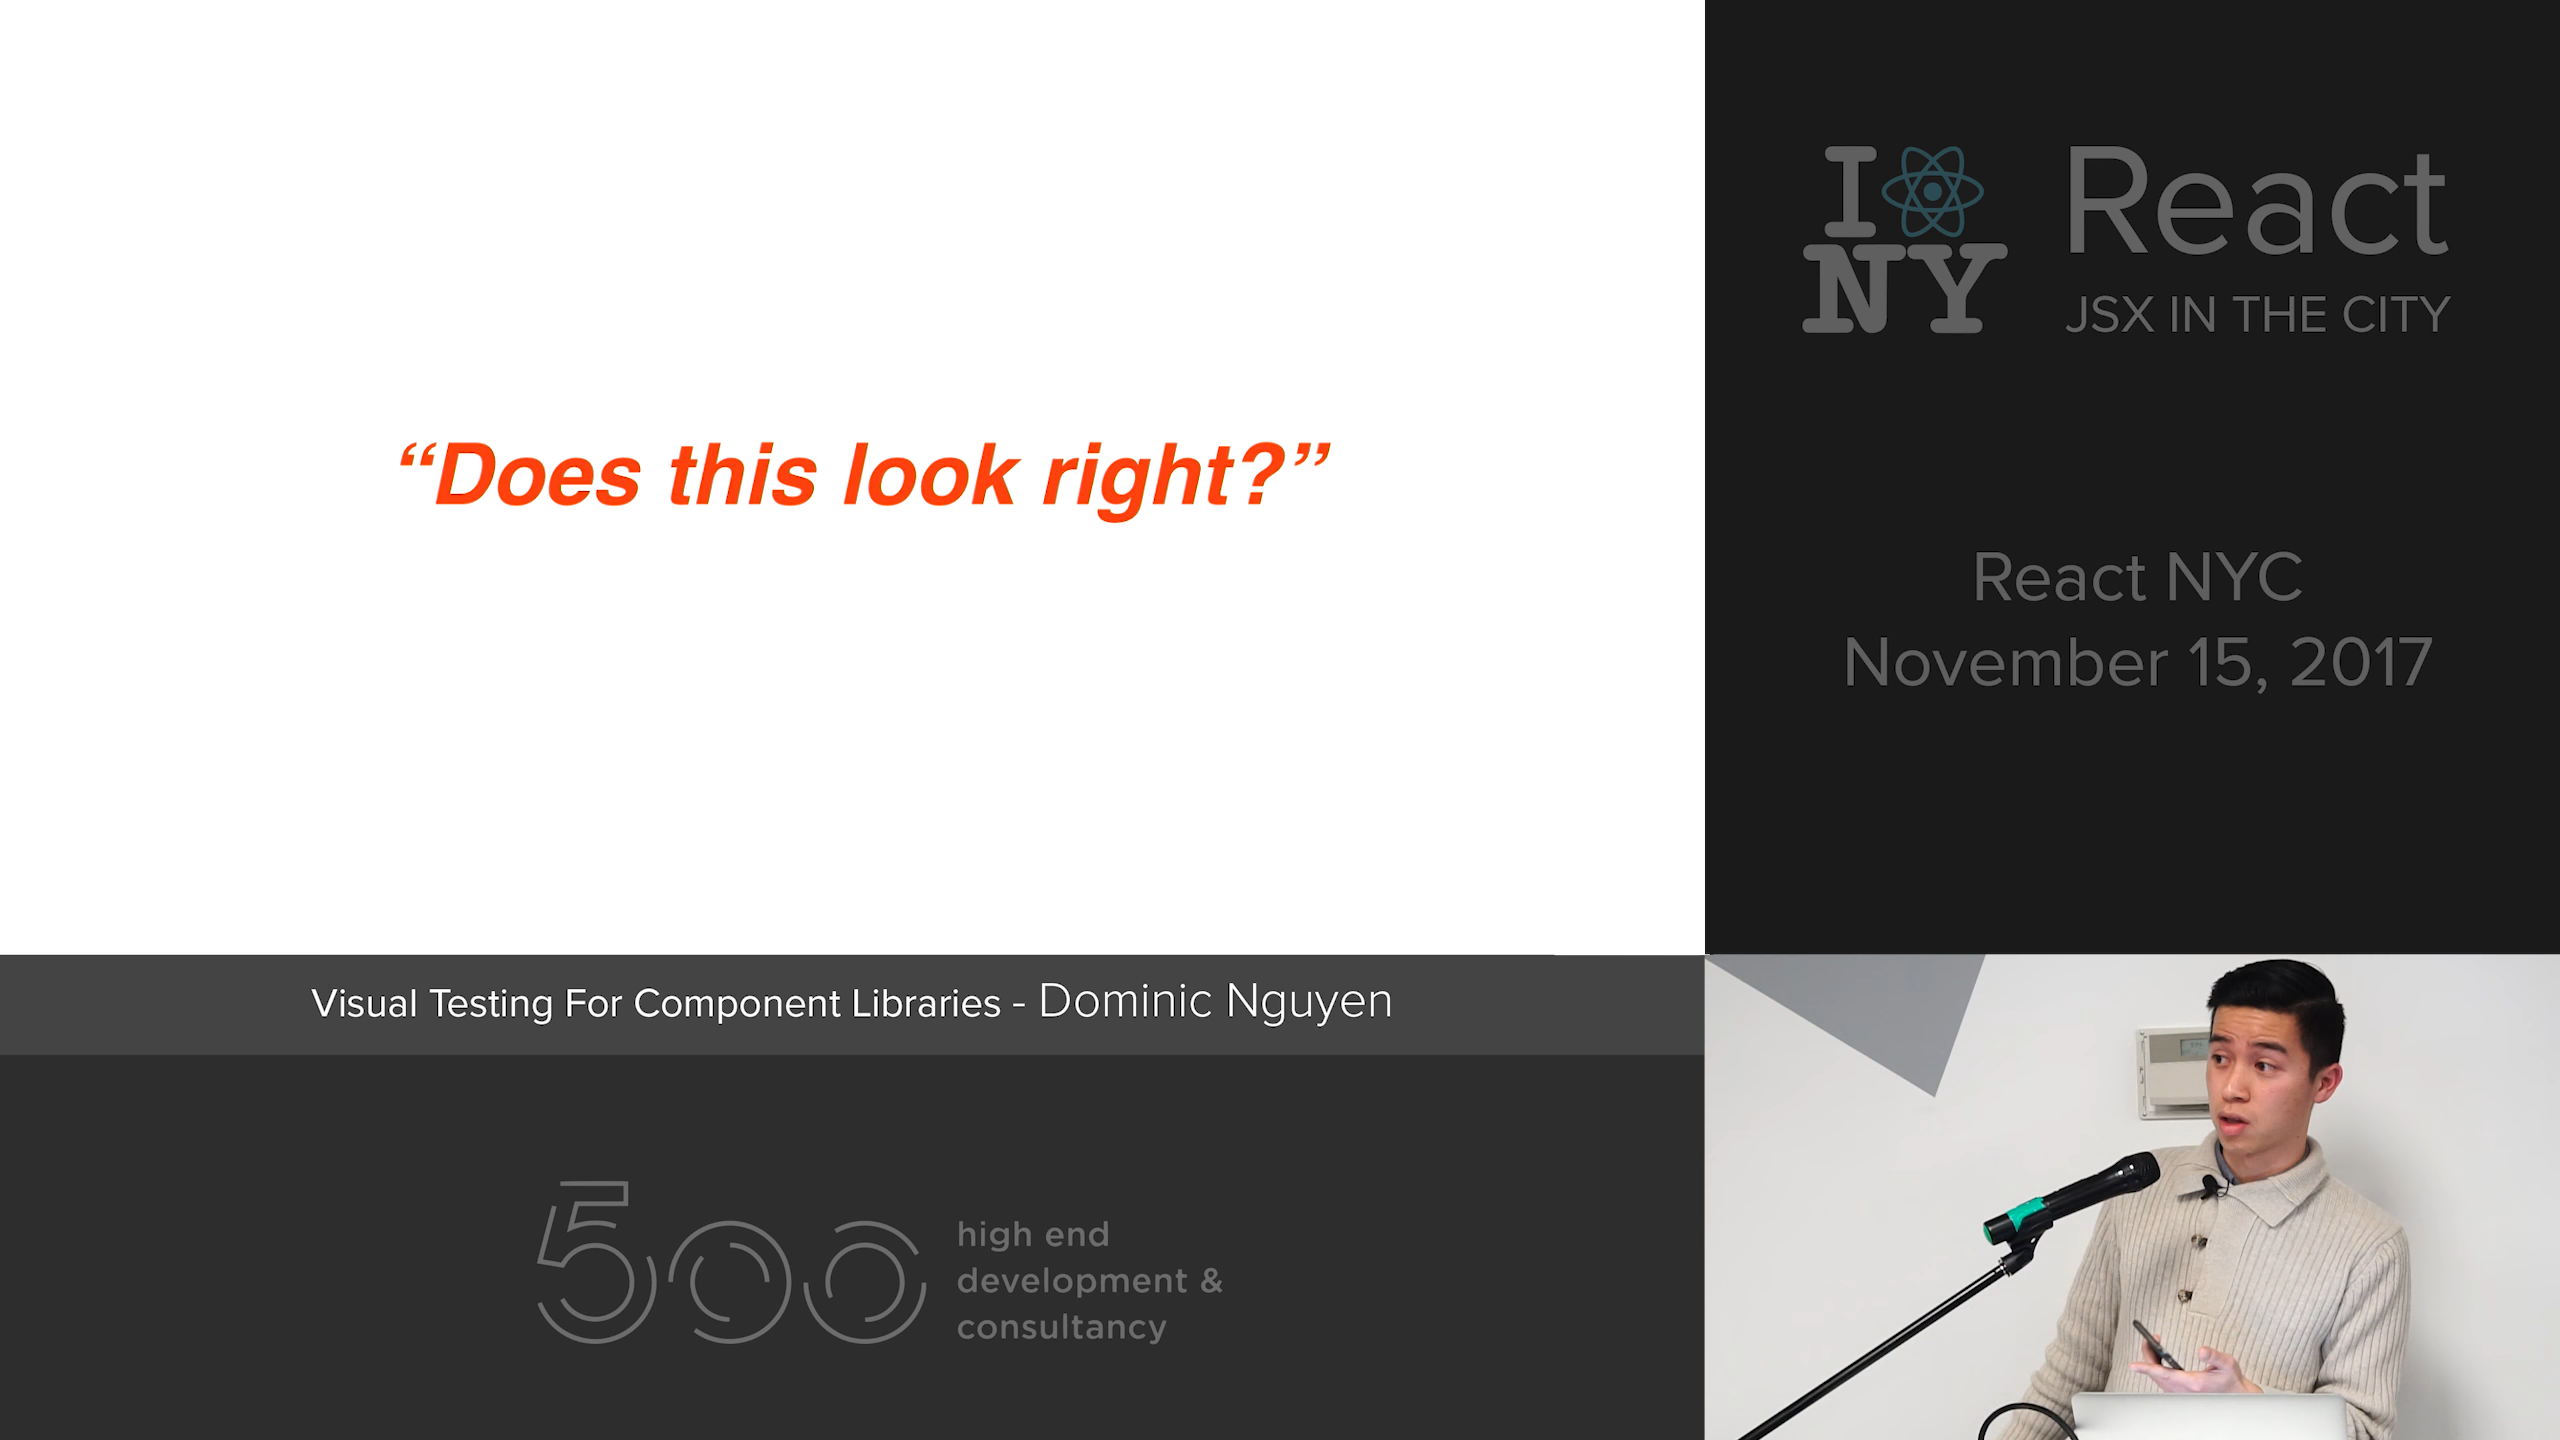 “Does this look right?”
I
NY
React
JSX IN THE CITY
React NYC
November 15, 2017
Visual Testing For Component Libraries - Dominic Nguyen
500
high end
development &
consultancy